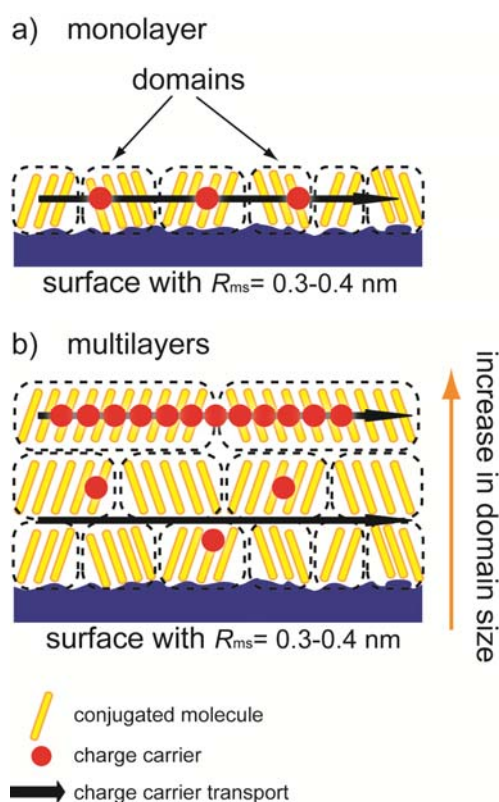 a) monolayer
domains
surface with Rms= 0.3-0.4 nm
b) multilayers
increase in domain size
surface with Rms= 0.3-0.4 nm
conjugated molecule
charge carrier
charge carrier transport